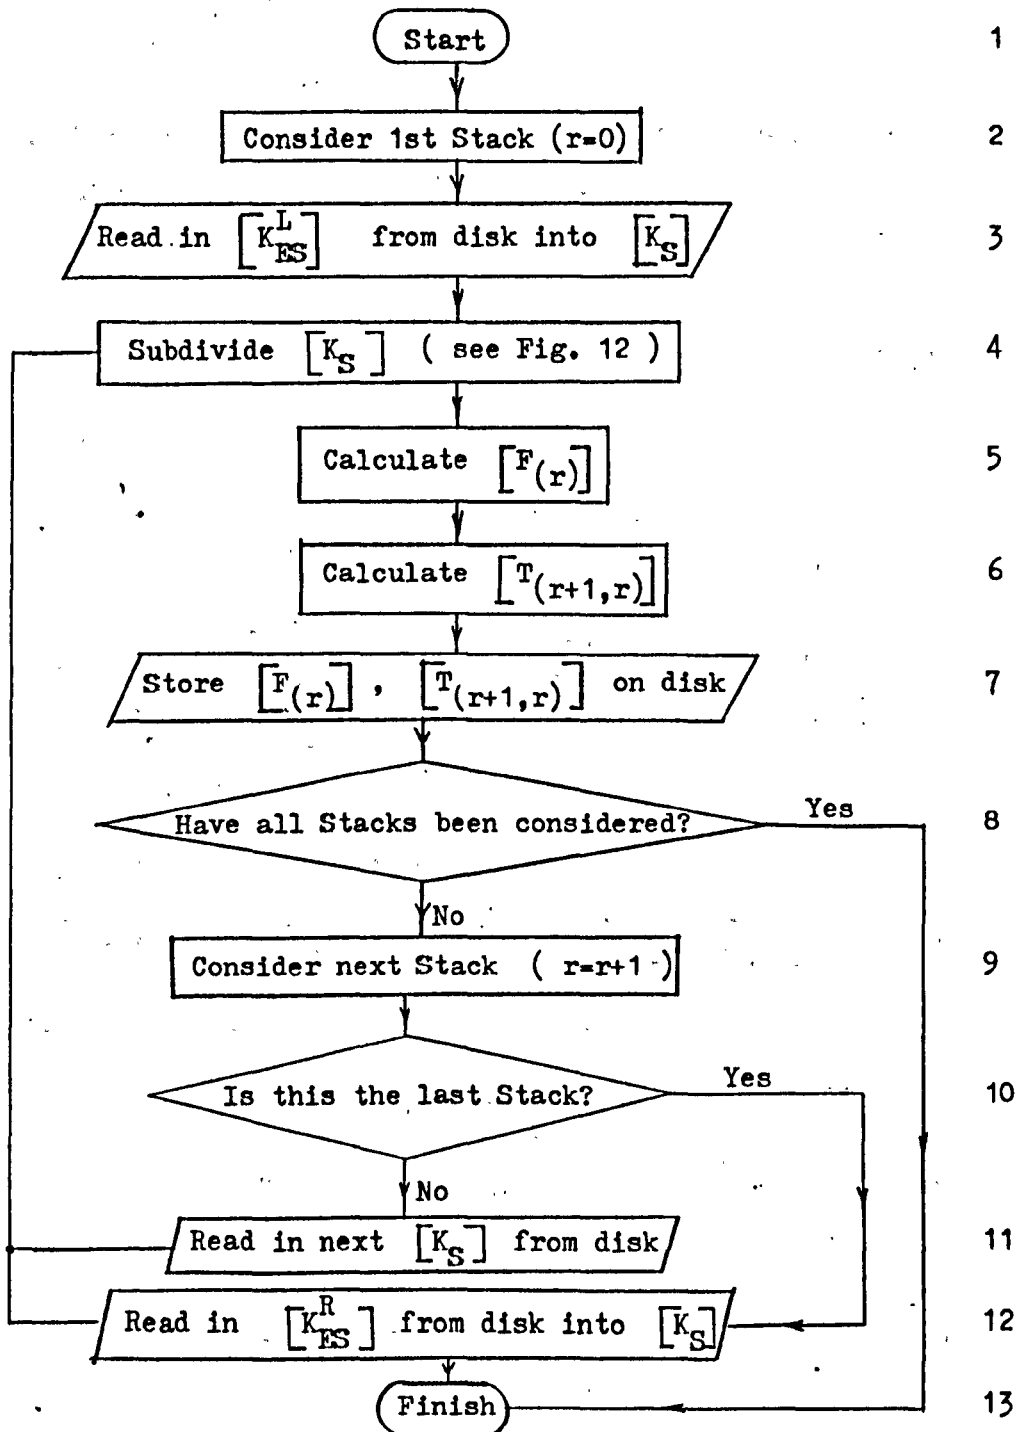 Start 1
Consider 1st Stack (r=0) 2
Read in [K_ES^L] from disk into [K_S] 3
Subdivide [K_S] ( see Fig. 12 ) 4
Calculate [F_(r)] 5
Calculate [T_(r+1,r)] 6
Store [F_(r)] , [T_(r+1,r)] on disk 7
Have all Stacks been considered? Yes 8
No
Consider next Stack ( r=r+1 ) 9
Is this the last Stack? Yes 10
No
Read in next [K_S] from disk 11
Read in [K_ES^R] from disk into [K_S] 12
Finish 13